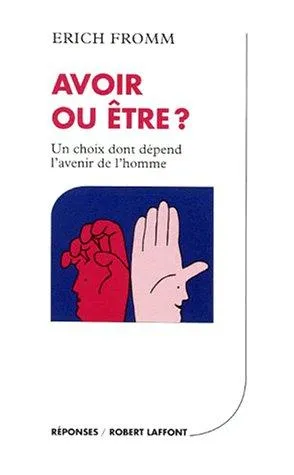 ERICH FROMM
AVOIR
OU ÊTRE ?
Un choix dont dépend
l'avenir de l'homme
RÉPONSES / ROBERT LAFFONT